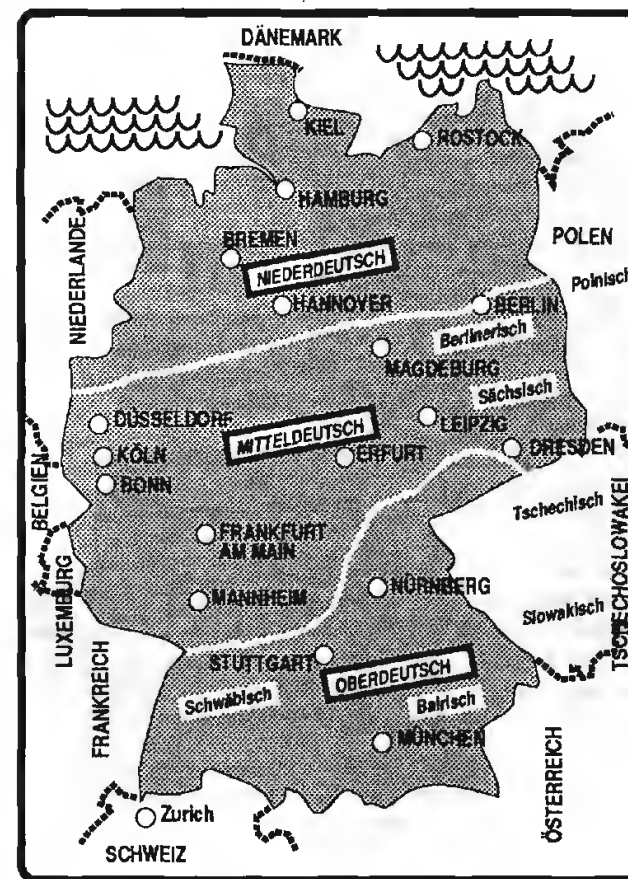 DÄNEMARK
KIEL
ROSTOCK
HAMBURG
NIEDERLANDE
BREMEN
POLEN
NIEDERDEUTSCH
Polnisch
HANNOVER
BERLIN
Berlinerisch
MAGDEBURG
Sächsisch
DÜSSELDORF
LEIPZIG
MITTELDEUTSCH
KÖLN
ERFURT
DRESDEN
BELGIEN
BONN
Tschechisch
FRANKFURT
AM MAIN
TSCHECHOSLOWAKEI
LUXEMBURG
MANNHEIM
NÜRNBERG
Slowakisch
STUTTGART
OBERDEUTSCH
FRANKREICH
Schwäbisch
Bairisch
MÜNCHEN
ÖSTERREICH
Zurich
SCHWEIZ